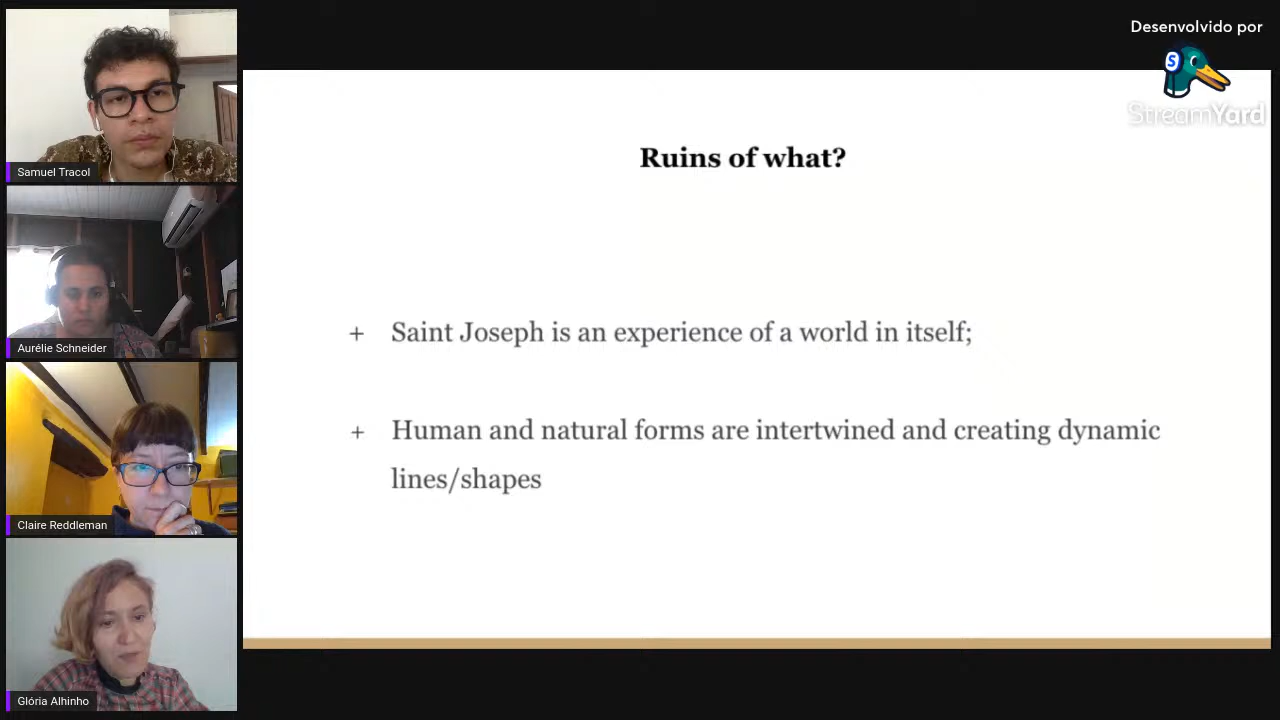 Desenvolvido por
S
StreamYard
Samuel Tracol
Aurélie Schneider
Claire Reddleman
Glória Alhinho
Ruins of what?
+ Saint Joseph is an experience of a world in itself;
+ Human and natural forms are intertwined and creating dynamic
lines/shapes